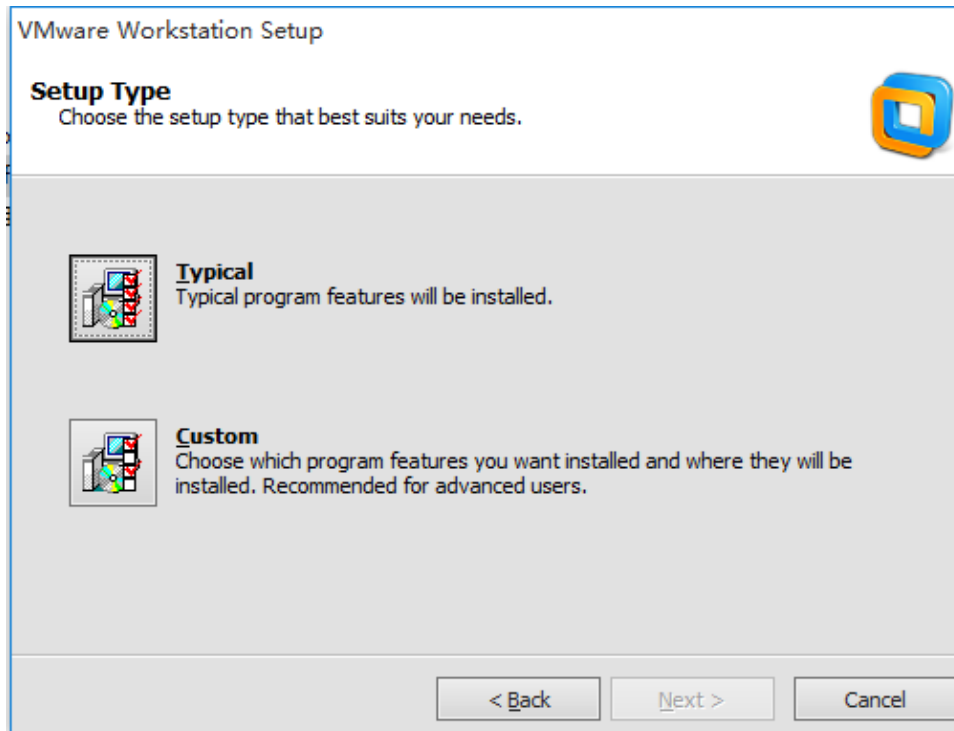 VMware Workstation Setup
Setup Type
Choose the setup type that best suits your needs.
Typical
Typical program features will be installed.
Custom
Choose which program features you want installed and where they will be
installed. Recommended for advanced users.
< Back Next > Cancel